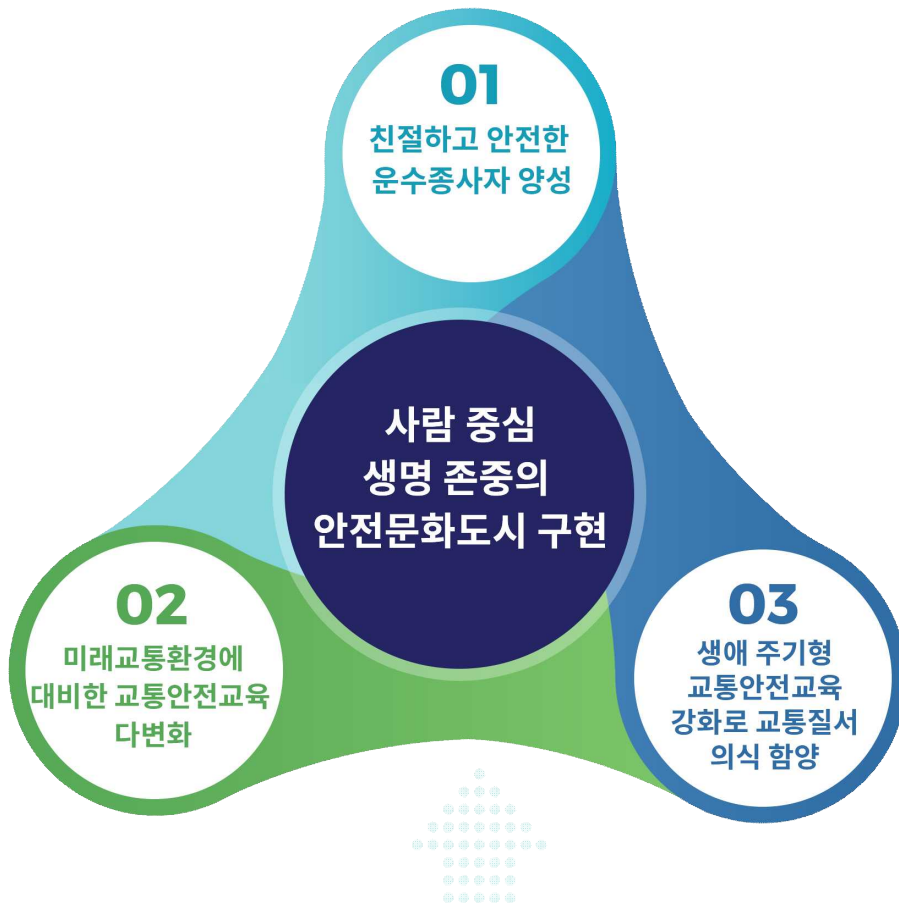 01
친절하고 안전한
운수종사자 양성
사람 중심
생명 존중의
안전문화도시 구현
02
미래교통환경에
대비한 교통안전교육
다변화
03
생애 주기형
교통안전교육
강화로 교통질서
의식 함양